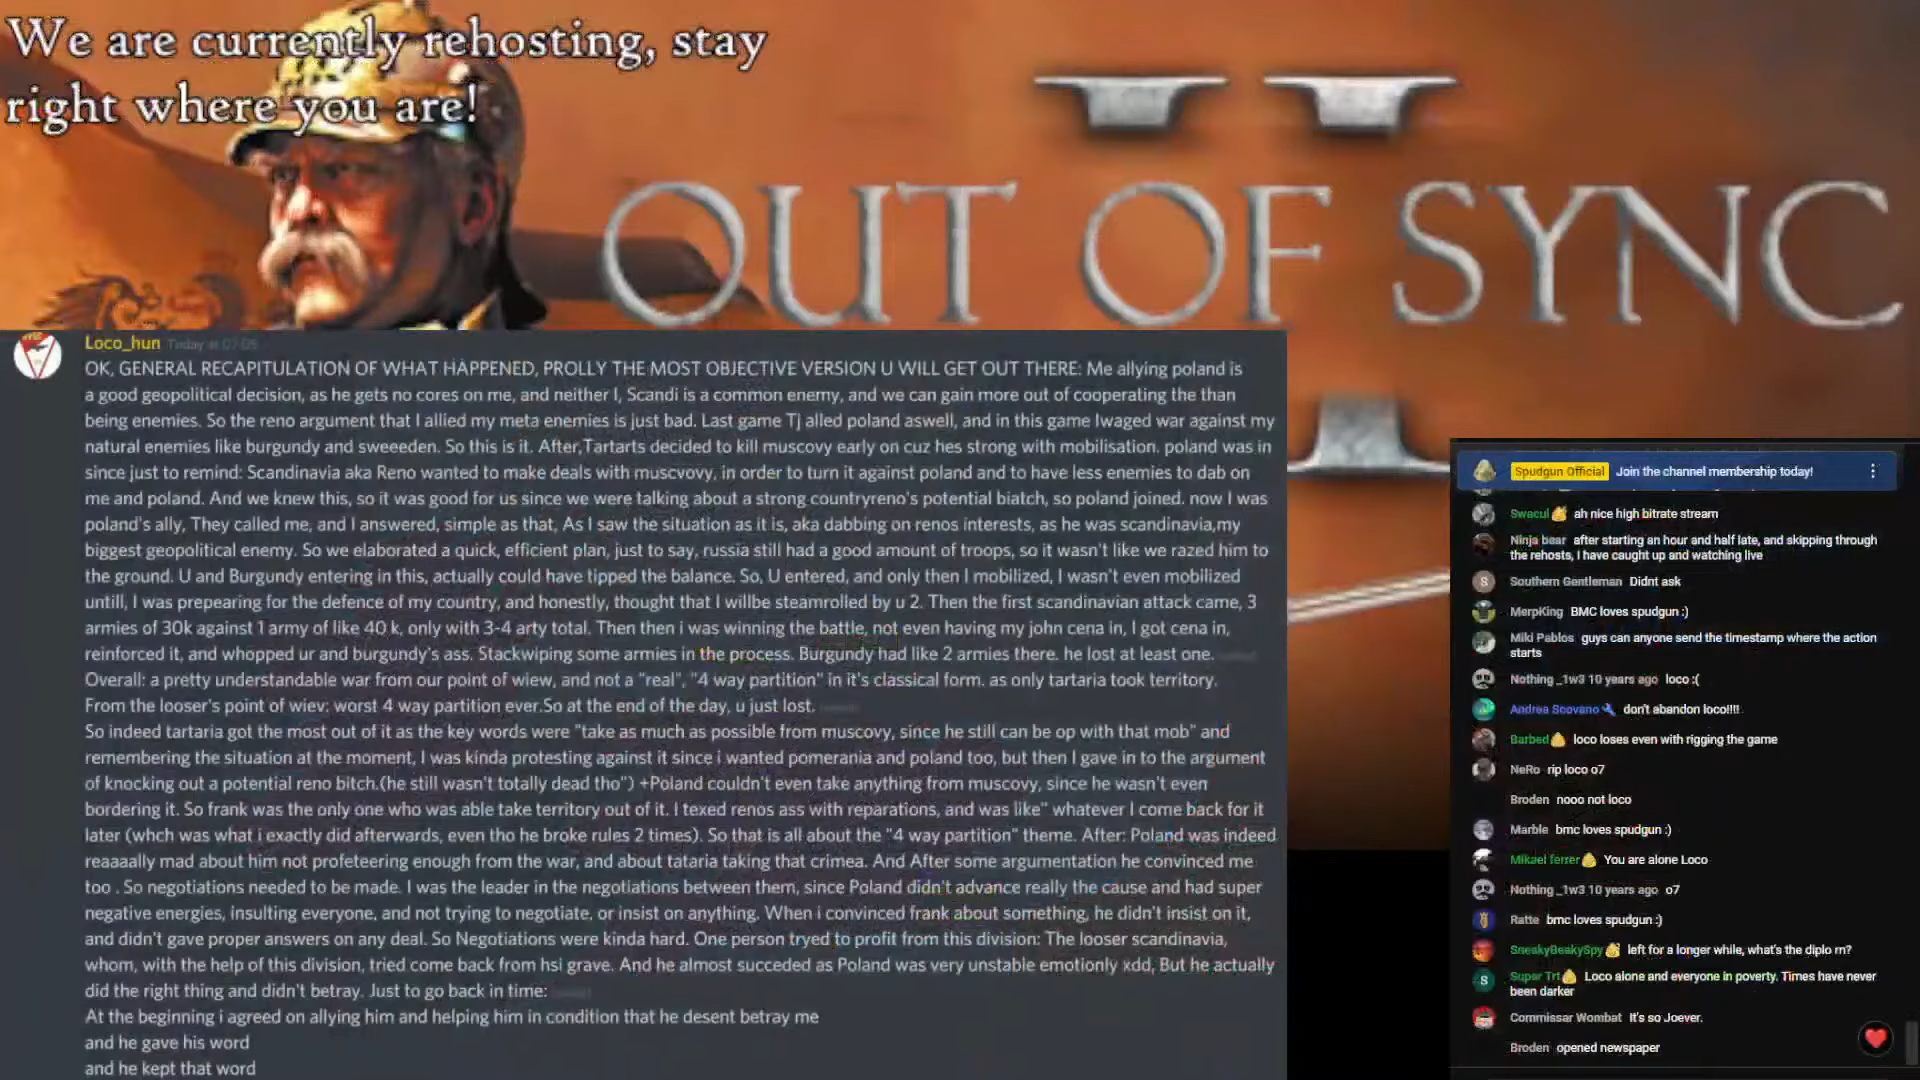 We are currently rehosting, stay
right where you are!
II
OUT OF SYNC
Loco_hun Today at 07:05
OK, GENERAL RECAPITULATION OF WHAT HAPPENED, PROLLY THE MOST OBJECTIVE VERSION U WILL GET OUT THERE: Me allying poland is
a good geopolitical decision, as he gets no cores on me, and neither I, Scandi is a common enemy, and we can gain more out of cooperating the than
being enemies. So the reno argument that I allied my meta enemies is just bad. Last game Tj alled poland aswell, and in this game Iwaged war against my
natural enemies like burgundy and sweeeden. So this is it. After,Tartarts decided to kill muscovy early on cuz hes strong with mobilisation. poland was in
since just to remind: Scandinavia aka Reno wanted to make deals with muscvovy, in order to turn it against poland and to have less enemies to dab on
me and poland. And we knew this, so it was good for us since we were talking about a strong countryreno's potential biatch, so poland joined. now I was
poland's ally, They called me, and I answered, simple as that, As I saw the situation as it is, aka dabbing on renos interests, as he was scandinavia,my
biggest geopolitical enemy. So we elaborated a quick, efficient plan, just to say, russia still had a good amount of troops, so it wasn't like we razed him to
the ground. U and Burgundy entering in this, actually could have tipped the balance. So, U entered, and only then I mobilized, I wasn't even mobilized
untill, I was prepearing for the defence of my country, and honestly, thought that I willbe steamrolled by u 2. Then the first scandinavian attack came, 3
armies of 30k against 1 army of like 40 k, only with 3-4 arty total. Then then i was winning the battle, not even having my john cena in, I got cena in,
reinforced it, and whopped ur and burgundy's ass. Stackwiping some armies in the process. Burgundy had like 2 armies there. he lost at least one.
Overall: a pretty understandable war from our point of wiew, and not a "real", "4 way partition" in it's classical form. as only tartaria took territory.
From the looser's point of wiev: worst 4 way partition ever.So at the end of the day, u just lost.
So indeed tartaria got the most out of it as the key words were "take as much as possible from muscovy, since he still can be op with that mob" and
remembering the situation at the moment, I was kinda protesting against it since i wanted pomerania and poland too, but then I gave in to the argument
of knocking out a potential reno bitch.(he still wasn't totally dead tho") +Poland couldn't even take anything from muscovy, since he wasn't even
bordering it. So frank was the only one who was able take territory out of it. I texed renos ass with reparations, and was like" whatever I come back for it
later (whch was what i exactly did afterwards, even tho he broke rules 2 times). So that is all about the "4 way partition" theme. After: Poland was indeed
reaaaally mad about him not profeteering enough from the war, and about tataria taking that crimea. And After some argumentation he convinced me
too . So negotiations needed to be made. I was the leader in the negotiations between them, since Poland didn't advance really the cause and had super
negative energies, insulting everyone, and not trying to negotiate, or insist on anything. When i convinced frank about something, he didn't insist on it,
and didn't gave proper answers on any deal. So Negotiations were kinda hard. One person tryed to profit from this division: The looser scandinavia,
whom, with the help of this division, tried come back from hsi grave. And he almost succeded as Poland was very unstable emotionly xdd, But he actually
did the right thing and didn't betray. Just to go back in time:
At the beginning i agreed on allying him and helping him in condition that he desent betray me
and he gave his word
and he kept that word
Spudgun Official Join the channel membership today!
Swacul ah nice high bitrate stream
Ninja bear after starting an hour and half late, and skipping through
the rehosts, I have caught up and watching live
S Southern Gentleman Didnt ask
MerpKing BMC loves spudgun :)
Miki Pablos guys can anyone send the timestamp where the action
starts
Nothing _1w3 10 years ago loco :(
Andrea Scovano don't abandon loco!!!!
Barbed loco loses even with rigging the game
NeRo rip loco o7
Broden nooo not loco
Marble bmc loves spudgun :)
Mikael ferrer You are alone Loco
Nothing _1w3 10 years ago o7
Ratte bmc loves spudgun :)
SneakyBeakySpy left for a longer while, what's the diplo rn?
S Supar Trt Loco alone and everyone in poverty. Times have never
been darker
Commissar Wombat It's so Joever.
Broden opened newspaper